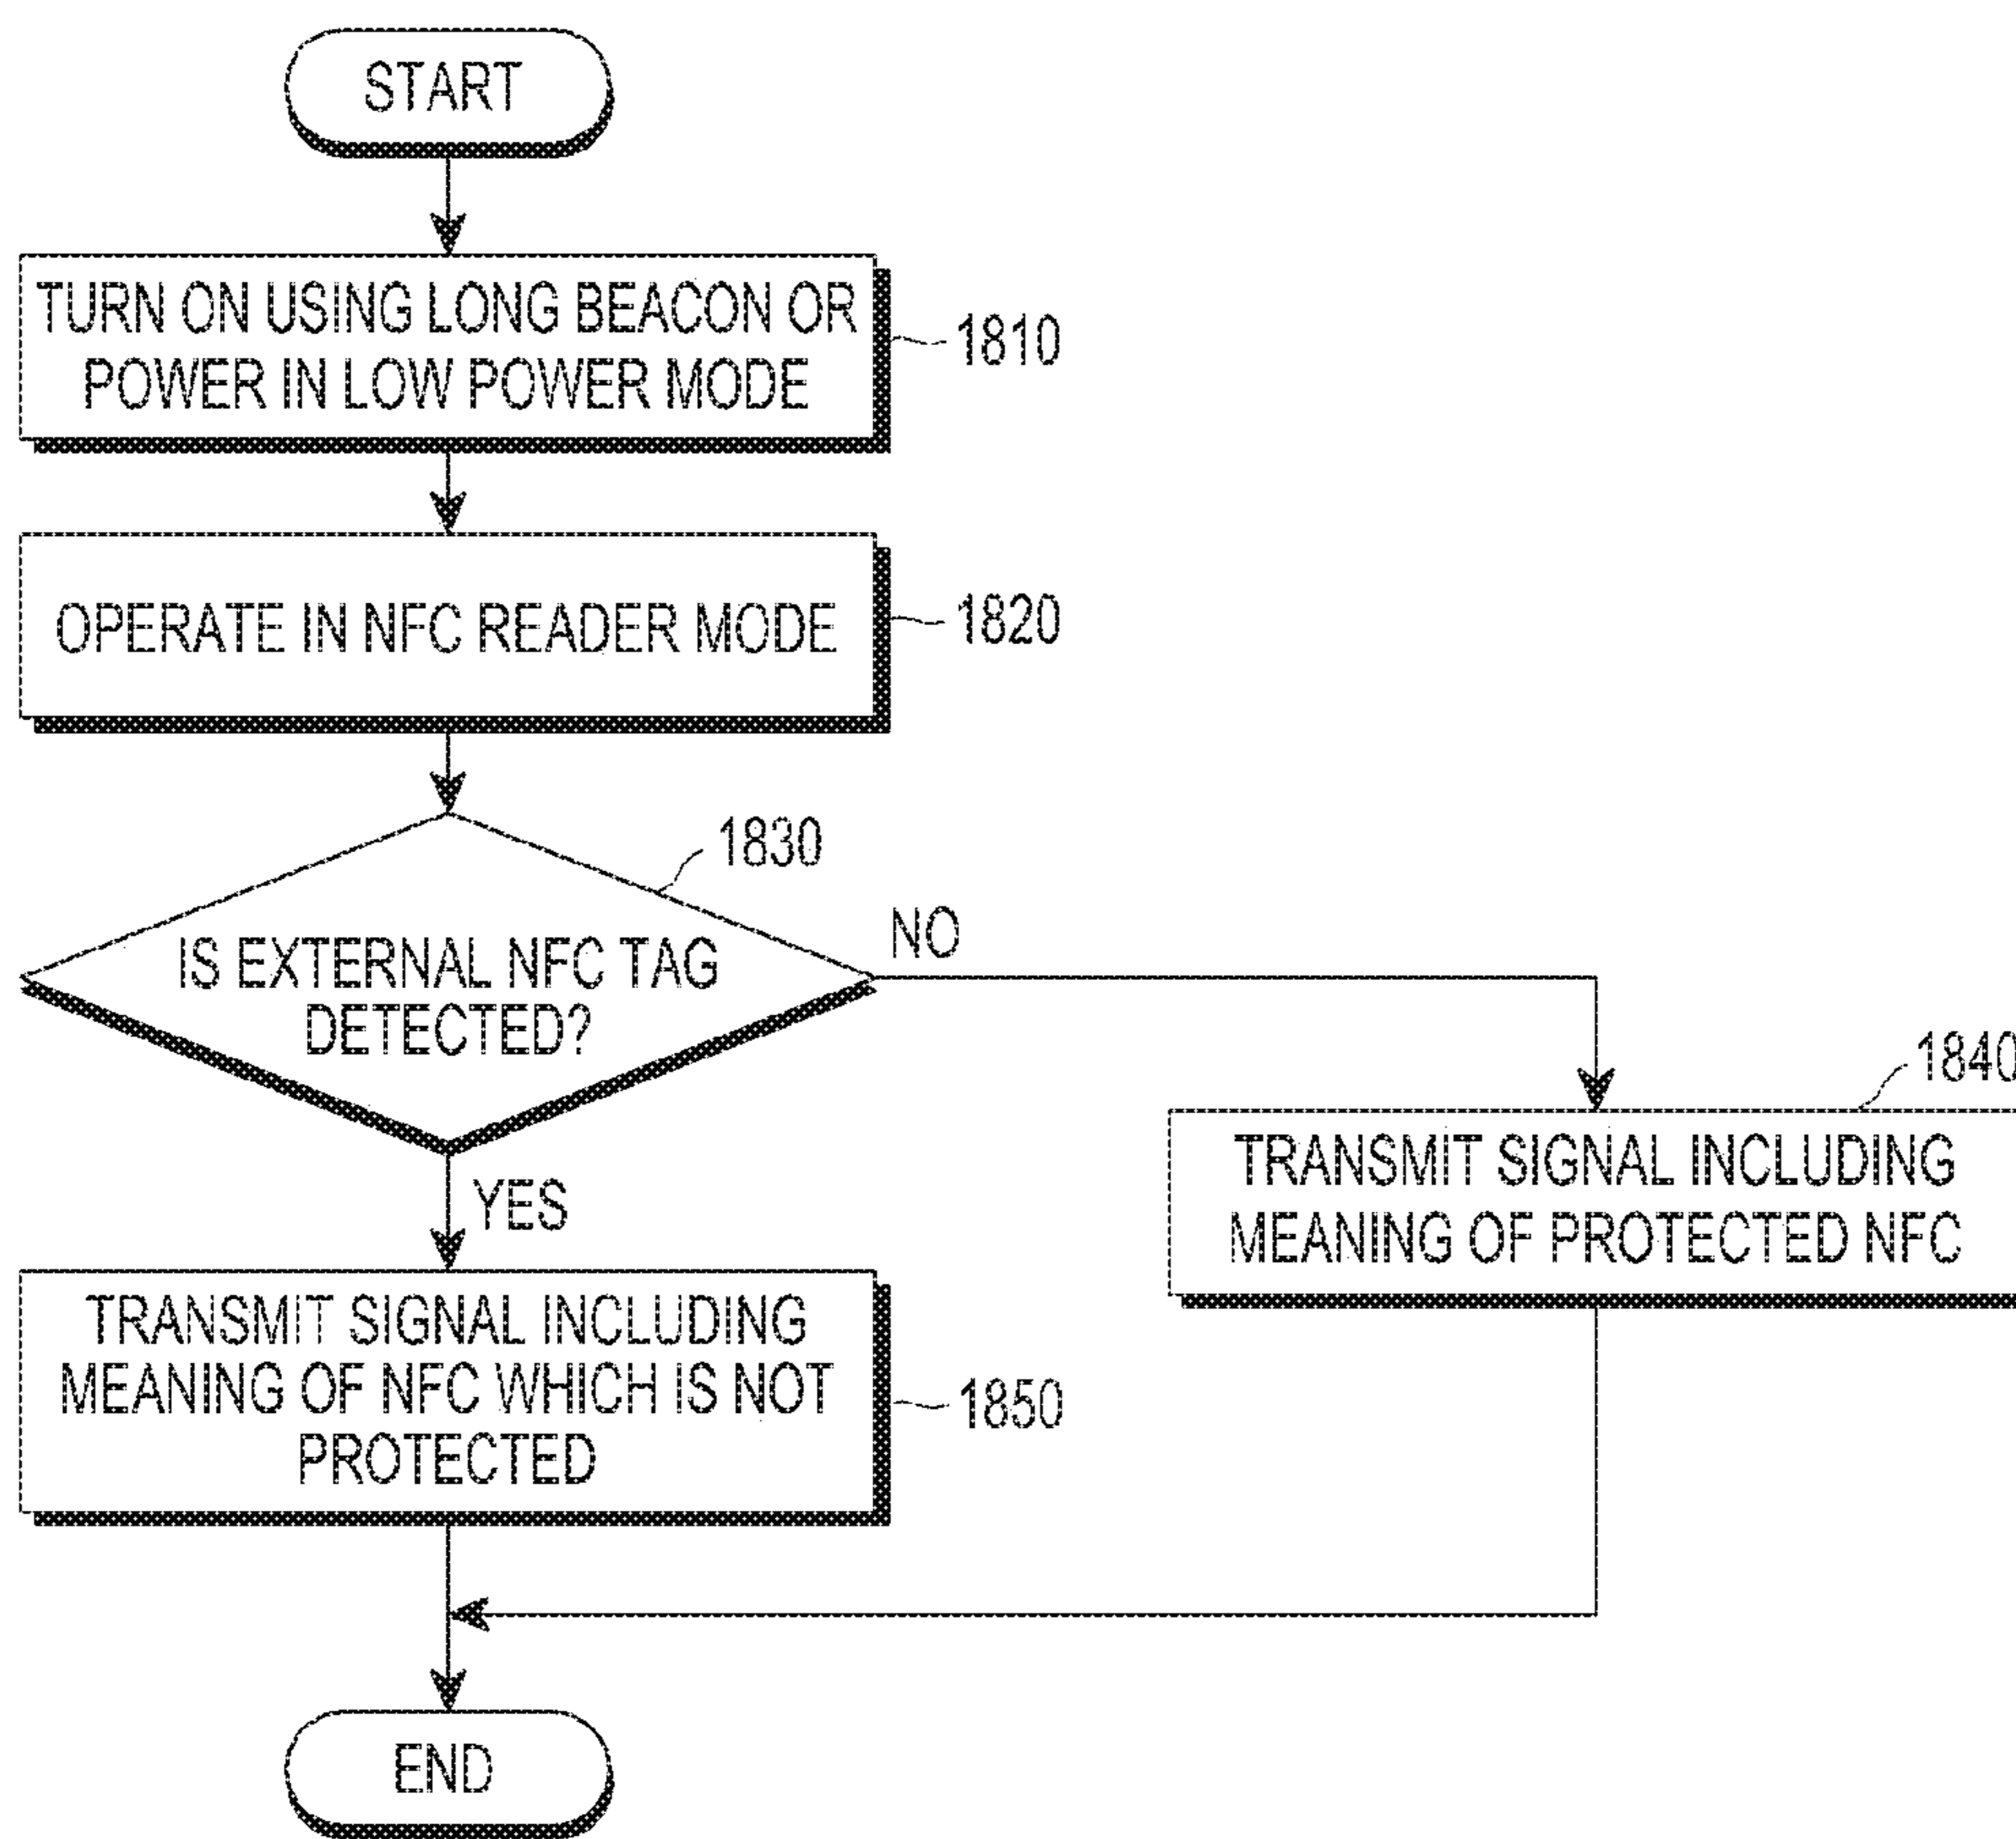 START
TURN ON USING LONG BEACON OR
POWER IN LOW POWER MODE
1810
OPERATE IN NFC READER MODE
1820
1830
IS EXTERNAL NFC TAG
DETECTED?
NO
YES
1840
TRANSMIT SIGNAL INCLUDING
MEANING OF PROTECTED NFC
TRANSMIT SIGNAL INCLUDING
MEANING OF NFC WHICH IS NOT
PROTECTED
1850
END